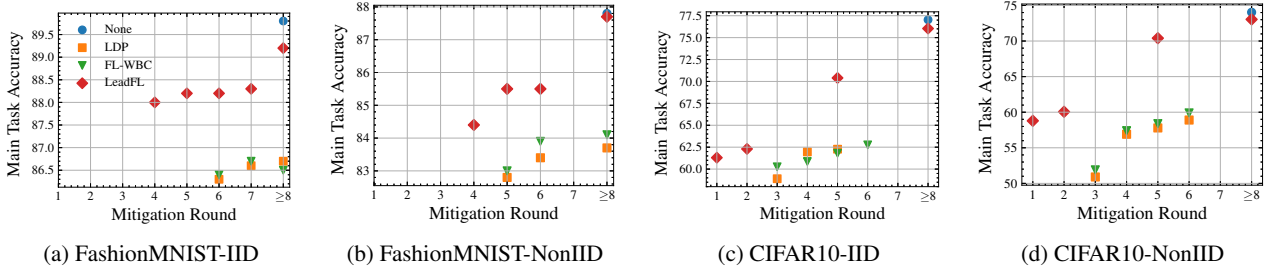 Main Task Accuracy
89.5
89.0
88.5
88.0
87.5
87.0
86.5
None
LDP
FL-WBC
LeadFL
1 2 3 4 5 6 7 ≥8
Mitigation Round
(a) FashionMNIST-IID
Main Task Accuracy
88
87
86
85
84
83
1 2 3 4 5 6 7 ≥8
Mitigation Round
(b) FashionMNIST-NonIID
Main Task Accuracy
77.5
75.0
72.5
70.0
67.5
65.0
62.5
60.0
1 2 3 4 5 6 7 ≥8
Mitigation Round
(c) CIFAR10-IID
Main Task Accuracy
75
70
65
60
55
50
1 2 3 4 5 6 7 ≥8
Mitigation Round
(d) CIFAR10-NonIID